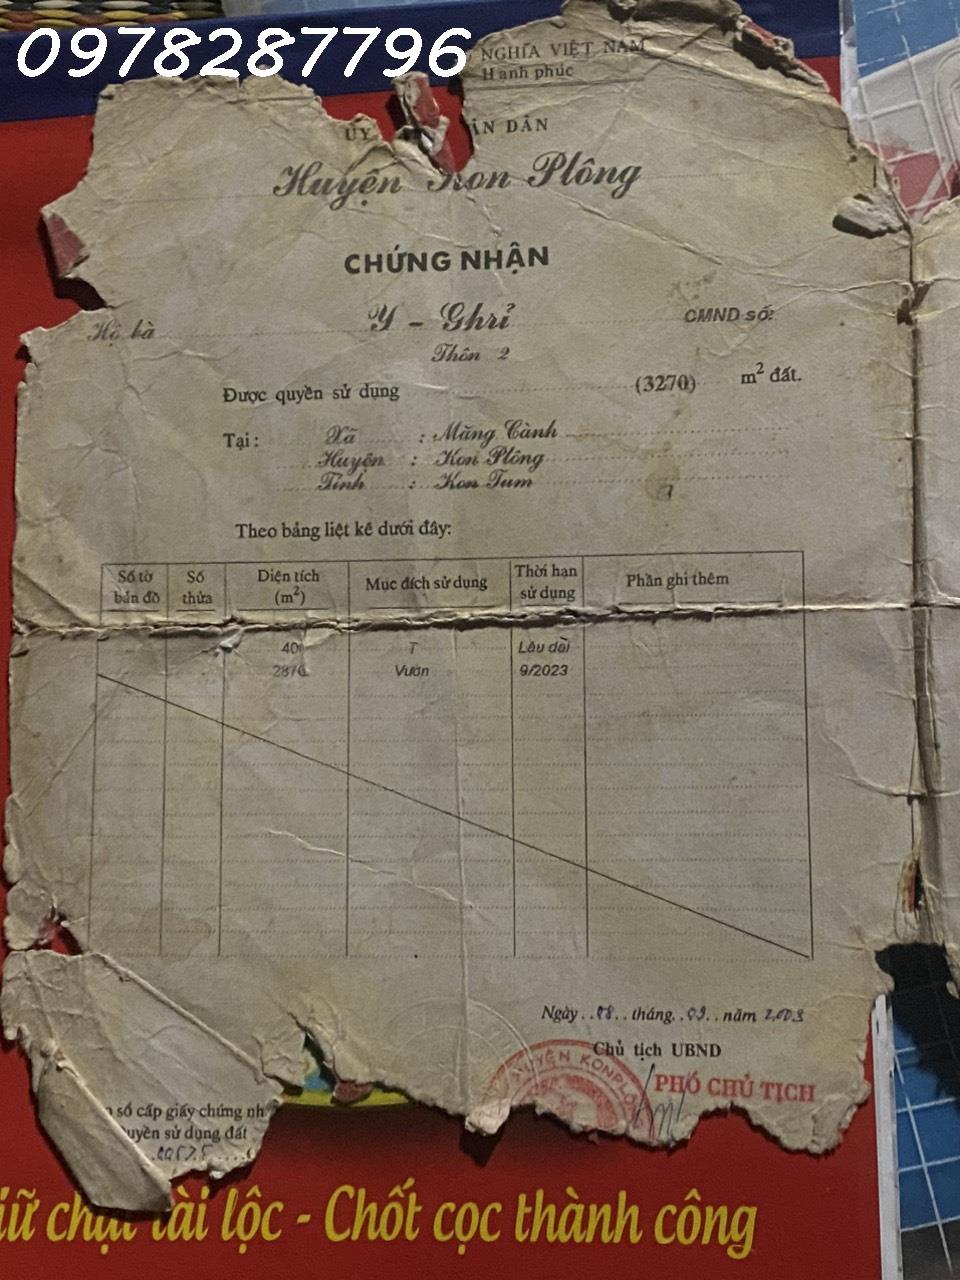 0978287796
NGHĨA VIỆT NAM
Hạnh phúc
ÂN DÂN
Huyện Kon Plông
CHỨNG NHẬN
Hộ bà Y - Ghrỉ CMND số:
Thôn 2
Được quyền sử dụng (3270) m² đất.
Tại: Xã : Măng Cành
Huyện : Kon Plông
Tỉnh : Kon Tum
Theo bảng liệt kê dưới đây:
Số tờ bản đồ Số thửa Diện tích (m²) Mục đích sử dụng Thời hạn sử dụng Phần ghi thêm
T Lâu dài
Vườn 9/2023
Ngày..08..tháng..09..năm 2003
Chủ tịch UBND
PHÓ CHỦ TỊCH
HUYỆN KONPLÔ
số cấp giấy chứng nh
uyền sử dụng đất
iữ chặt tài lộc - Chốt cọc thành công